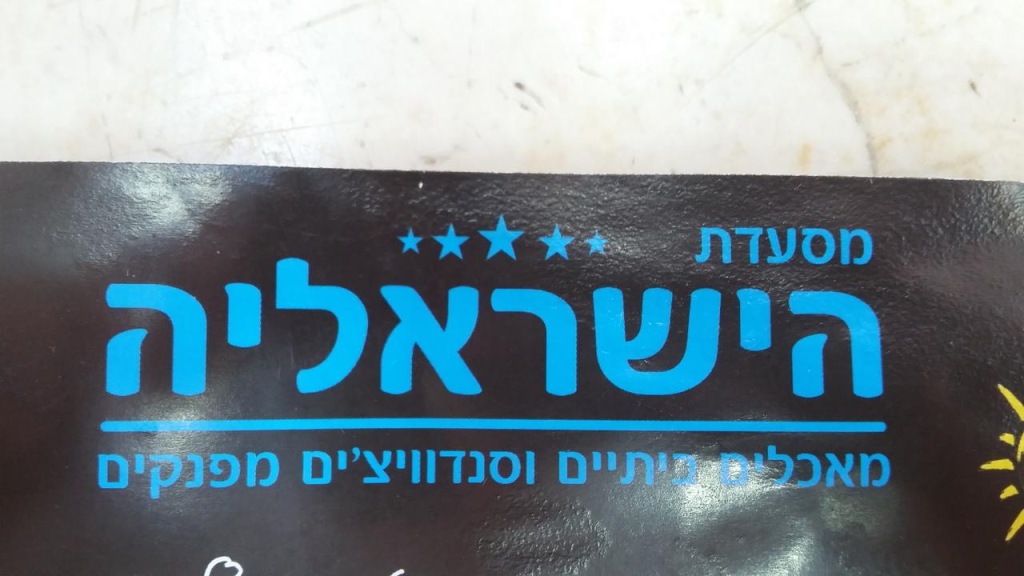 מסעדת
הישראליה
מאכלים ביתיים וסנדוויצ'ים מפנקים